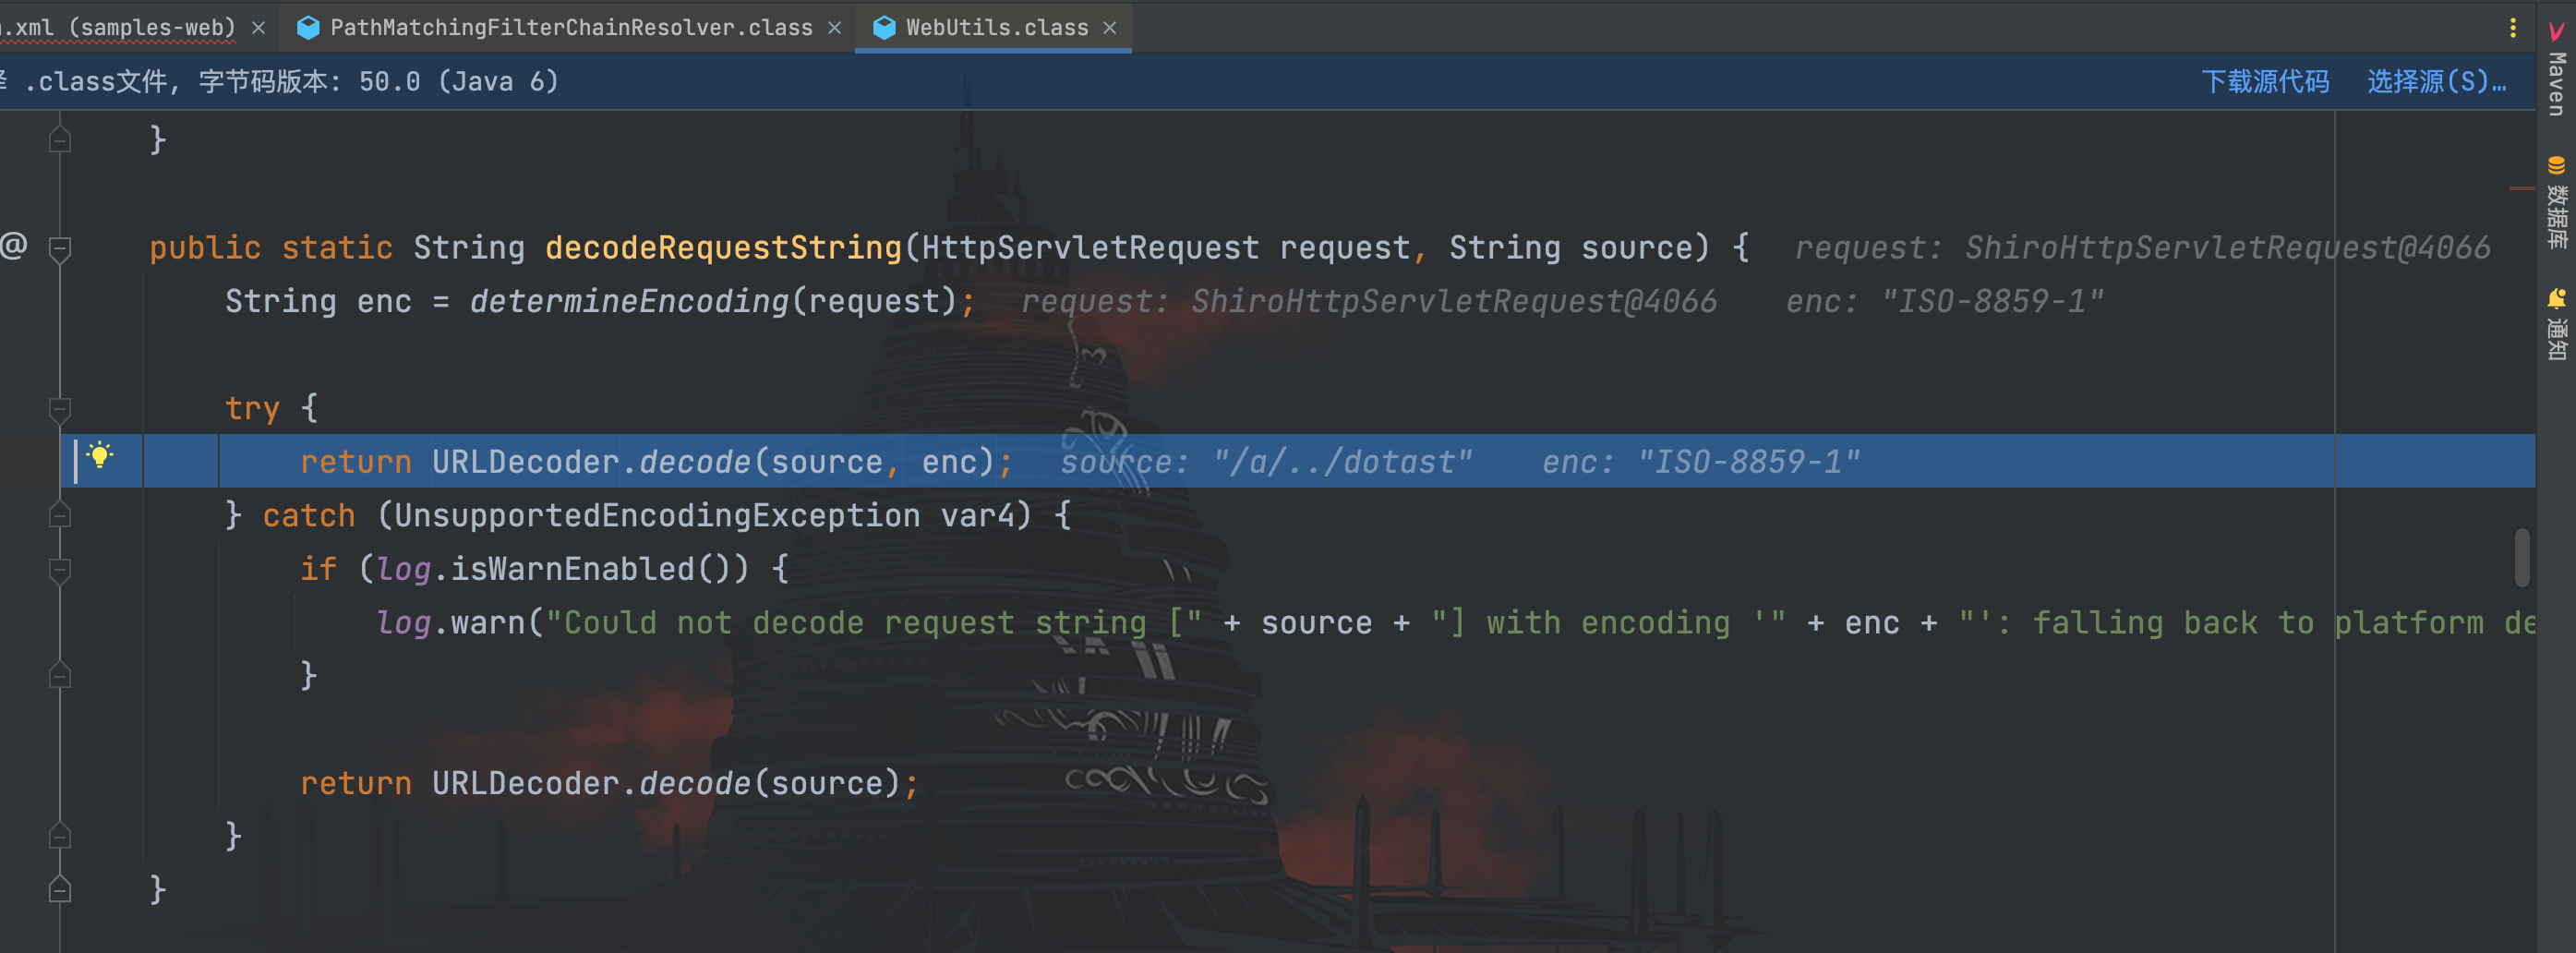 .xml (samples-web) PathMatchingFilterChainResolver.class WebUtils.class
.class文件, 字节码版本: 50.0 (Java 6) 下载源代码 选择源(S)…
}
@ public static String decodeRequestString(HttpServletRequest request, String source) { request: ShiroHttpServletRequest@4066
String enc = determineEncoding(request); request: ShiroHttpServletRequest@4066 enc: "ISO-8859-1"
try {
return URLDecoder.decode(source, enc); source: "/a/../dotast" enc: "ISO-8859-1"
} catch (UnsupportedEncodingException var4) {
if (log.isWarnEnabled()) {
log.warn("Could not decode request string [" + source + "] with encoding '" + enc + "': falling back to platform de
}
return URLDecoder.decode(source);
}
}
Maven
数据库
通知